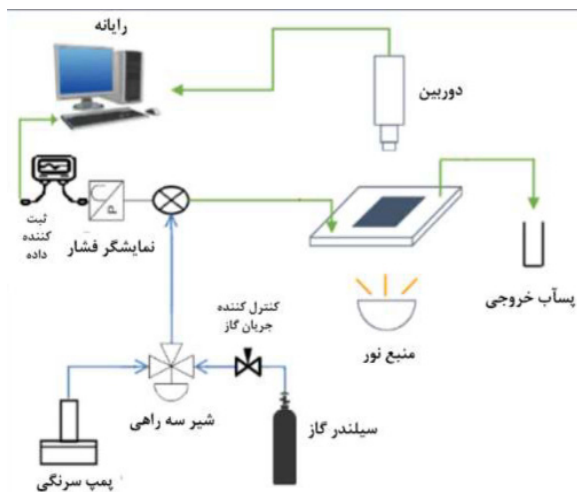 رایانه
دوربین
ثبت
کننده
داده
نمایشگر فشار
P
پسآب خروجی
کنترل کننده
جریان گاز
منبع نور
شیر سه راهی
سیلندر گاز
پمپ سرنگی